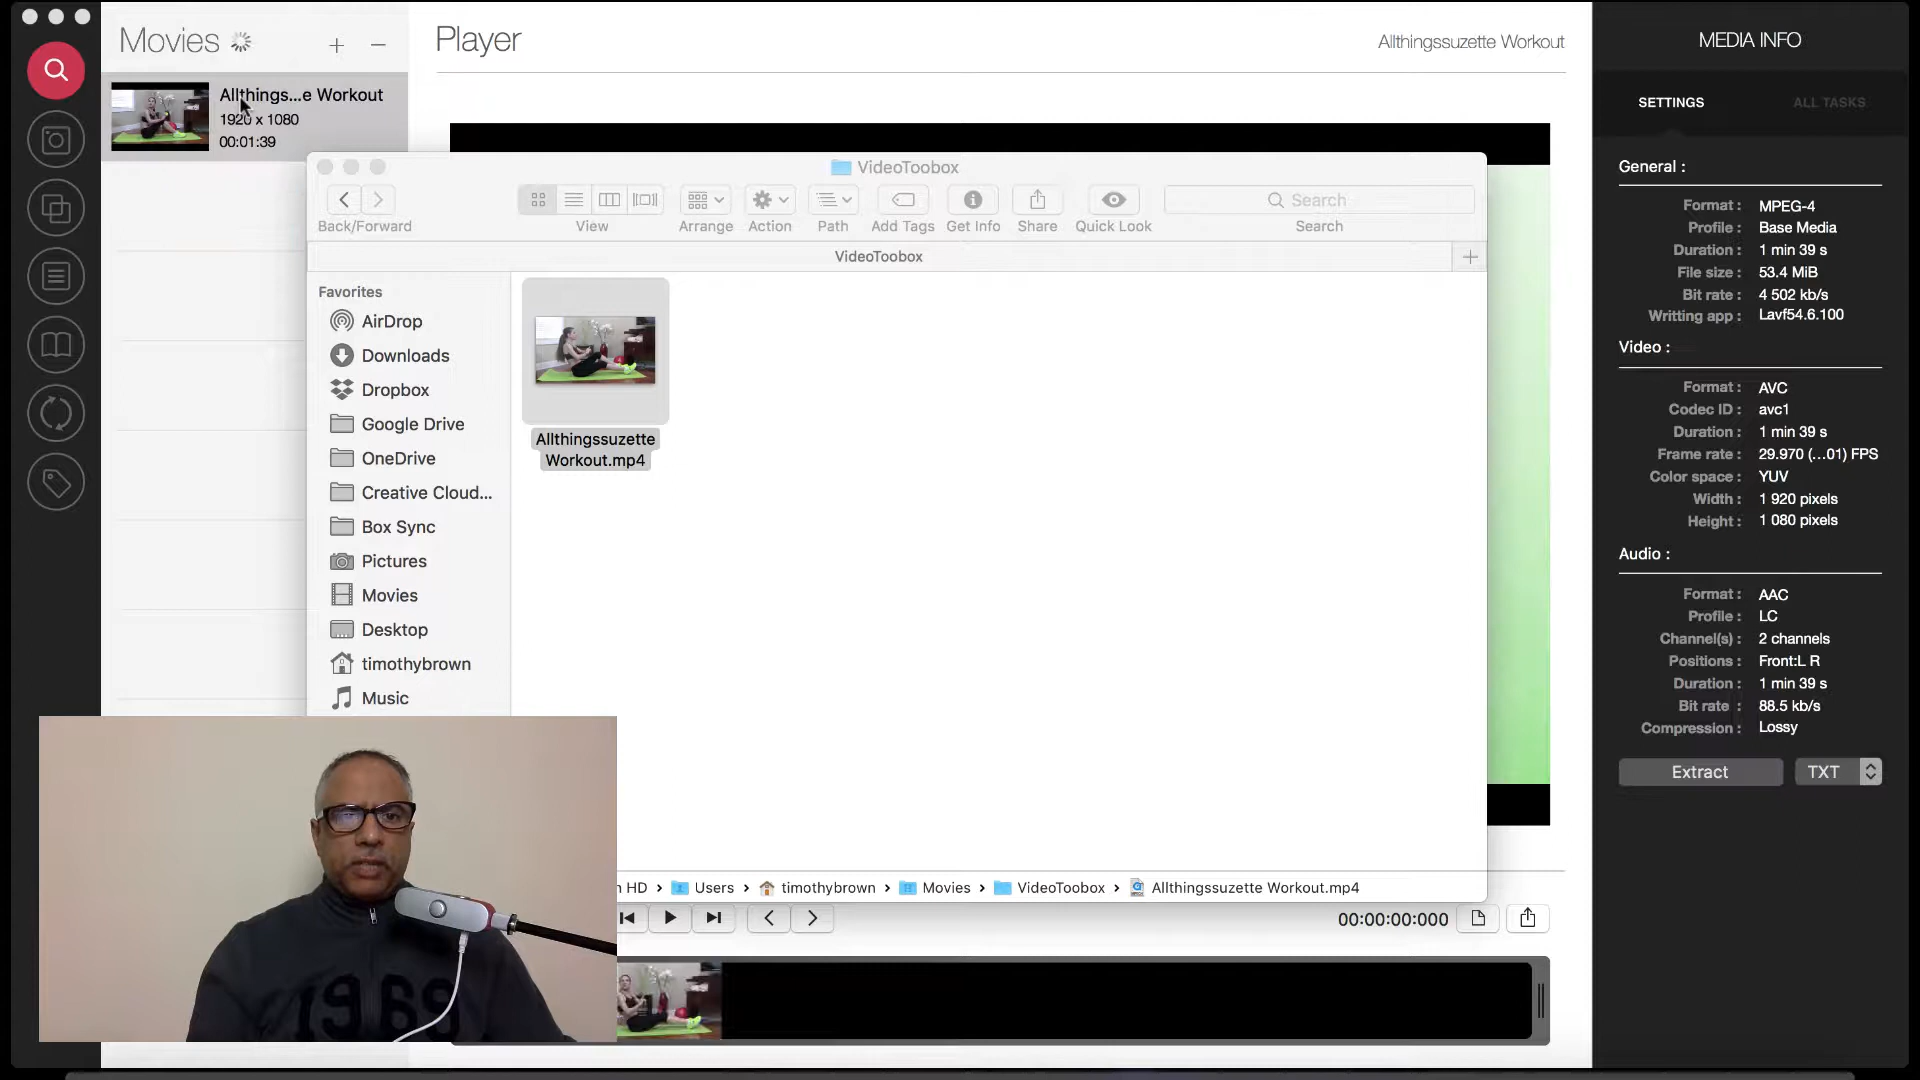 Movies
Allthings...e Workout
1920 x 1080
00:01:39
Player
Allthingssuzette Workout
VideoToobox
Back/Forward
View
Arrange
Action
Path
Add Tags
Get Info
Share
Quick Look
Search
Search
VideoToobox
Favorites
AirDrop
Downloads
Dropbox
Google Drive
OneDrive
Creative Cloud...
Box Sync
Pictures
Movies
Desktop
timothybrown
Music
Allthingssuzette
Workout.mp4
HD › Users › timothybrown › Movies › VideoToobox › Allthingssuzette Workout.mp4
00:00:00:000
1969
MEDIA INFO
SETTINGS
ALL TASKS
General :
Format : MPEG-4
Profile : Base Media
Duration : 1 min 39 s
File size : 53.4 MiB
Bit rate : 4 502 kb/s
Writting app : Lavf54.6.100
Video :
Format : AVC
Codec ID : avc1
Duration : 1 min 39 s
Frame rate : 29.970 (...01) FPS
Color space : YUV
Width : 1 920 pixels
Height : 1 080 pixels
Audio :
Format : AAC
Profile : LC
Channel(s) : 2 channels
Positions : Front:L R
Duration : 1 min 39 s
Bit rate : 88.5 kb/s
Compression : Lossy
Extract
TXT